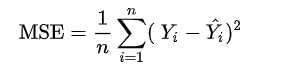 MSE = \frac{1}{n} \sum_{i=1}^{n} ( Y_i - \hat{Y}_i)^2